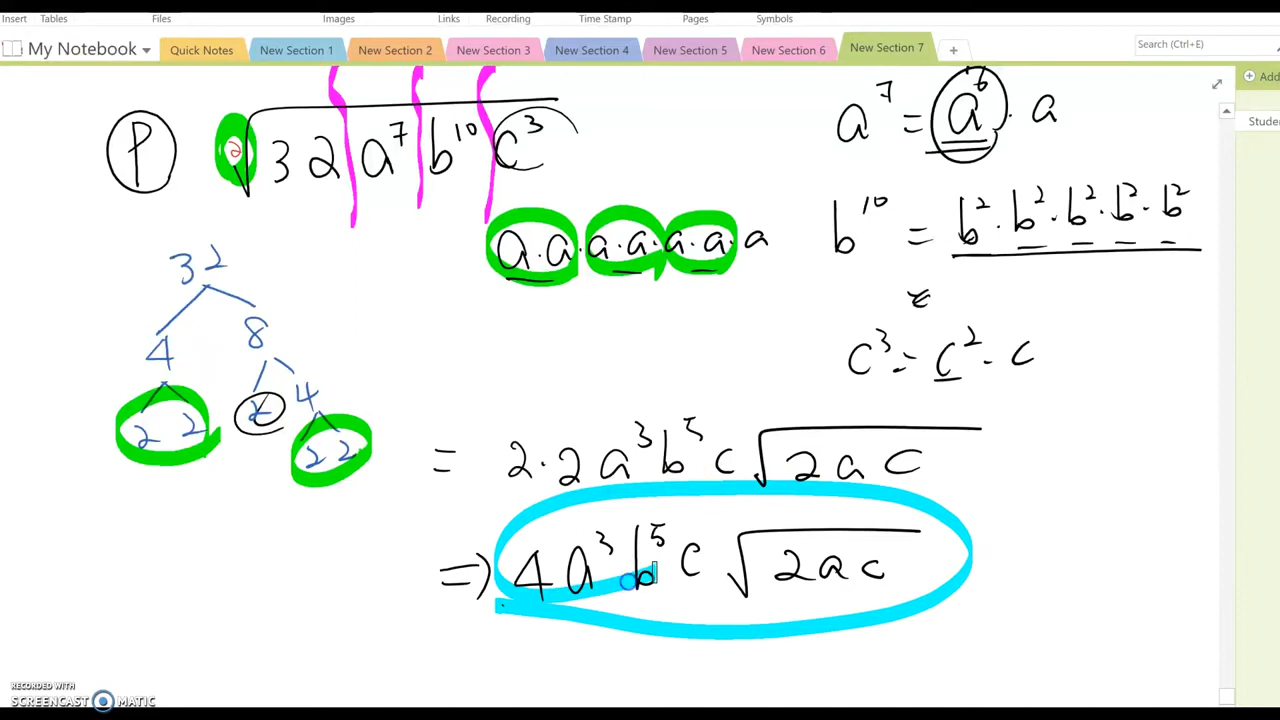 Insert Tables Files Images Links Recording Time Stamp Pages Symbols
My Notebook Quick Notes New Section 1 New Section 2 New Section 3 New Section 4 New Section 5 New Section 6 New Section 7 + Search (Ctrl+E)
Add
Student
P ²√32a⁷b¹⁰c³
a⁷ = a⁶ · a
a·a·a·a·a·a·a
b¹⁰ = b²·b²·b²·b²·b²
32
4 8
c³ = c² · c
2 2 2 4
2 2
= 2·2a³b⁵c√2ac
=> 4a³b⁵c√2ac
RECORDED WITH
SCREENCAST MATIC